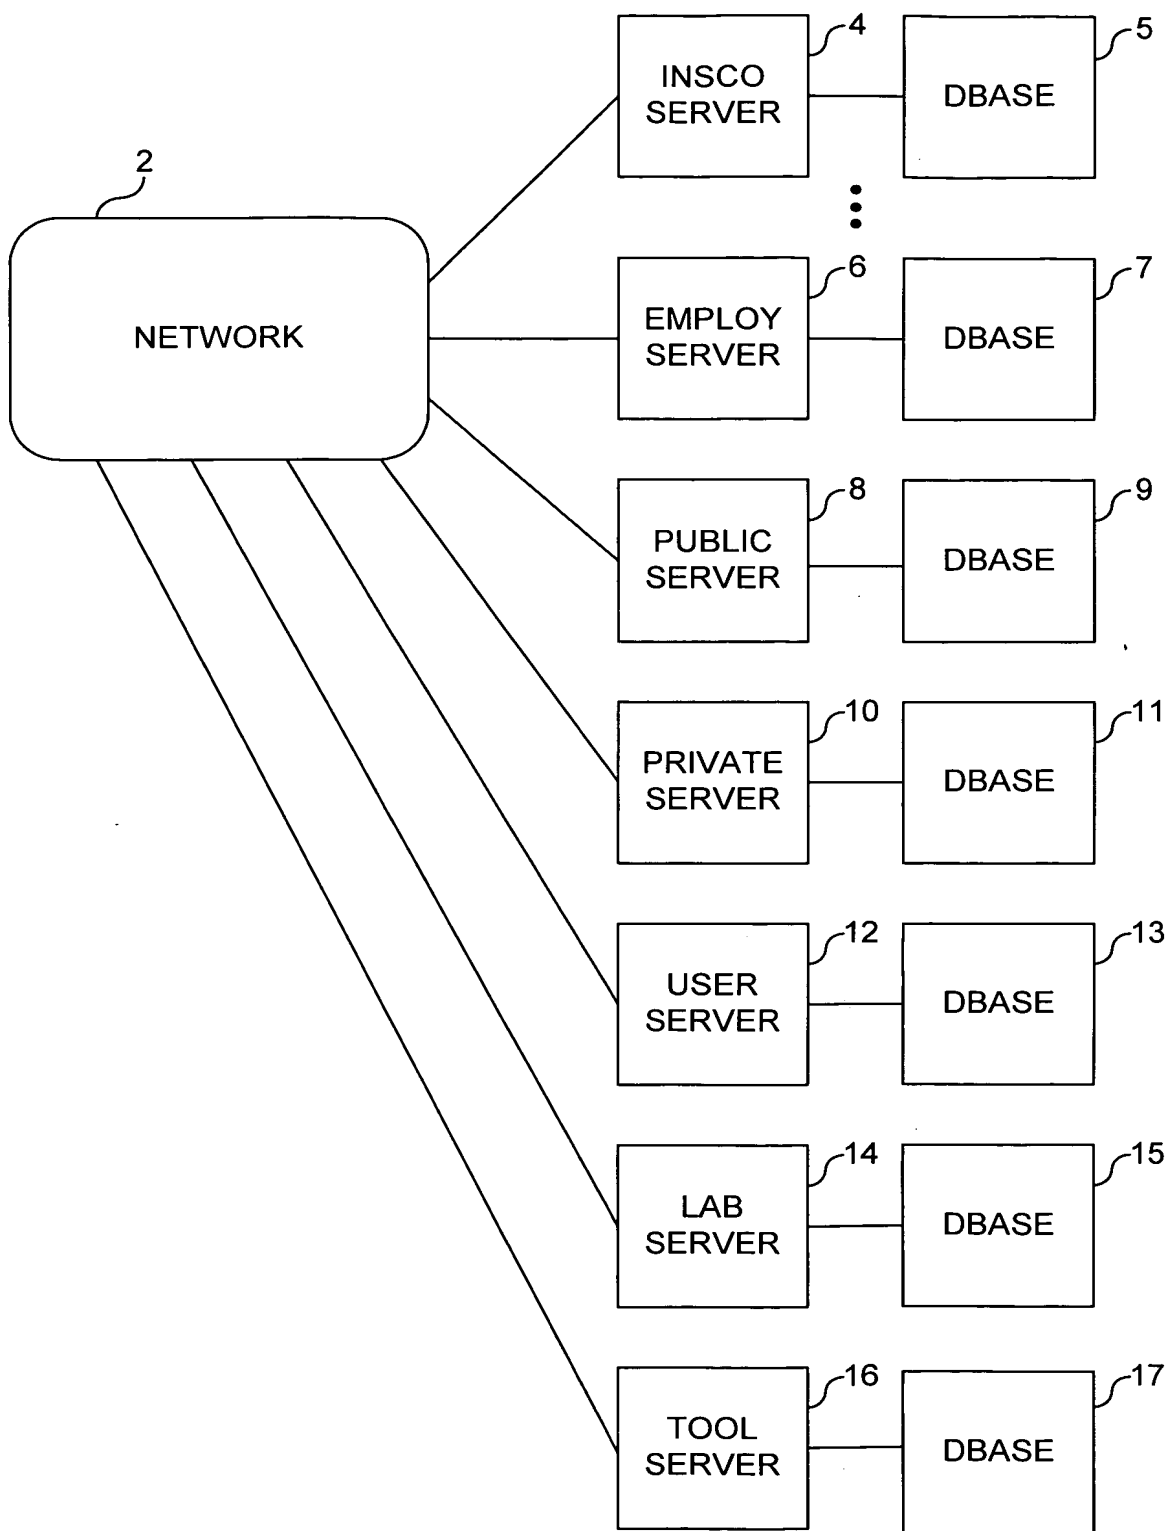 4
5
INSCO
SERVER
DBASE
2
6
7
NETWORK
EMPLOY
SERVER
DBASE
8
9
PUBLIC
SERVER
DBASE
10
11
PRIVATE
SERVER
DBASE
12
13
USER
SERVER
DBASE
14
15
LAB
SERVER
DBASE
16
17
TOOL
SERVER
DBASE